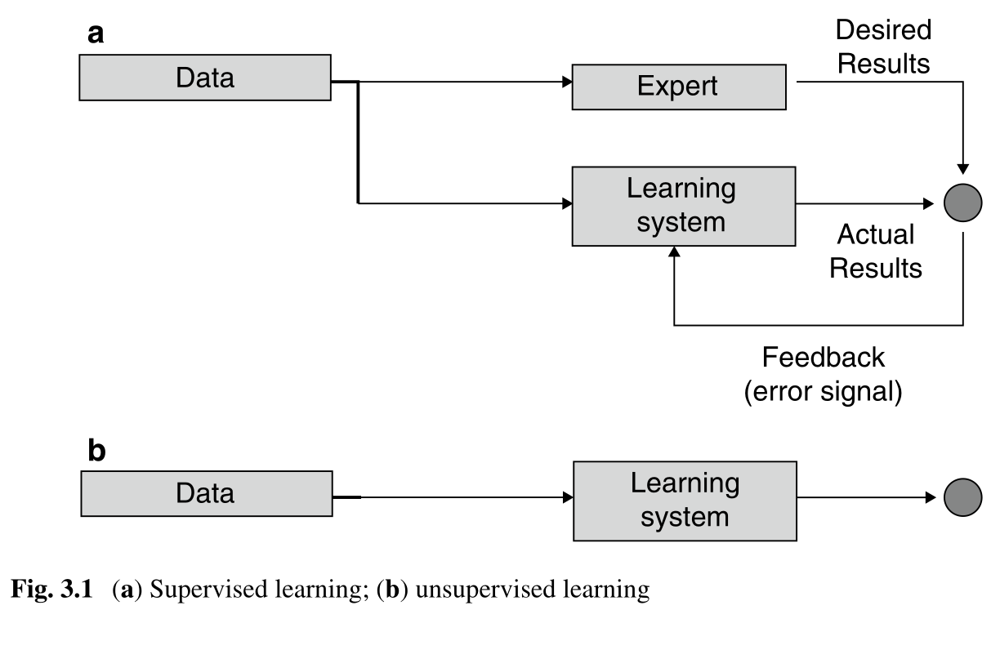 a
Data
Expert
Desired
Results
Learning
system
Actual
Results
Feedback
(error signal)
b
Data
Learning
system
Fig. 3.1 (a) Supervised learning; (b) unsupervised learning